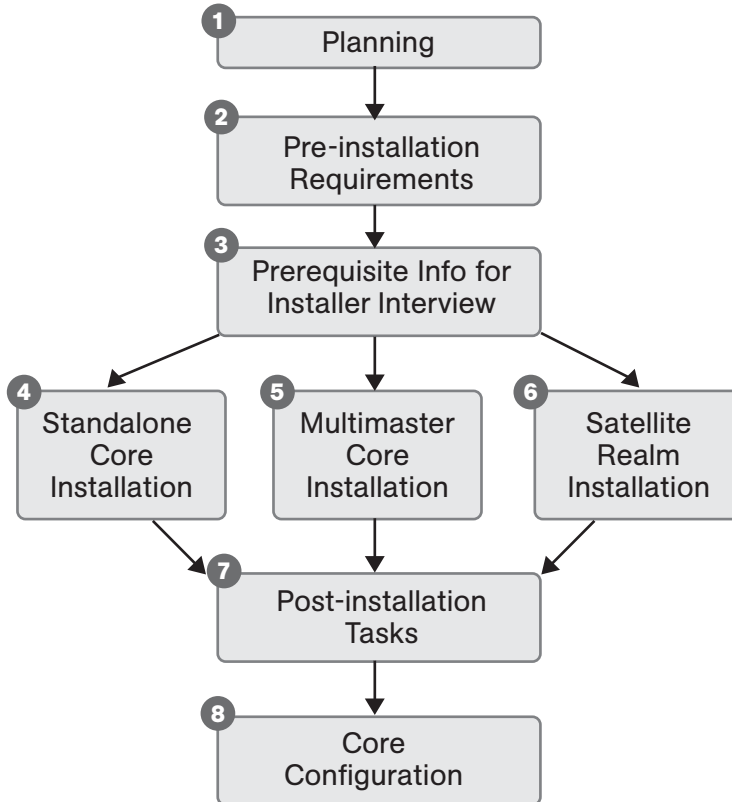 1
Planning
2
Pre-installation
Requirements
3
Prerequisite Info for
Installer Interview
4
Standalone
Core
Installation
5
Multimaster
Core
Installation
6
Satellite
Realm
Installation
7
Post-installation
Tasks
8
Core
Configuration